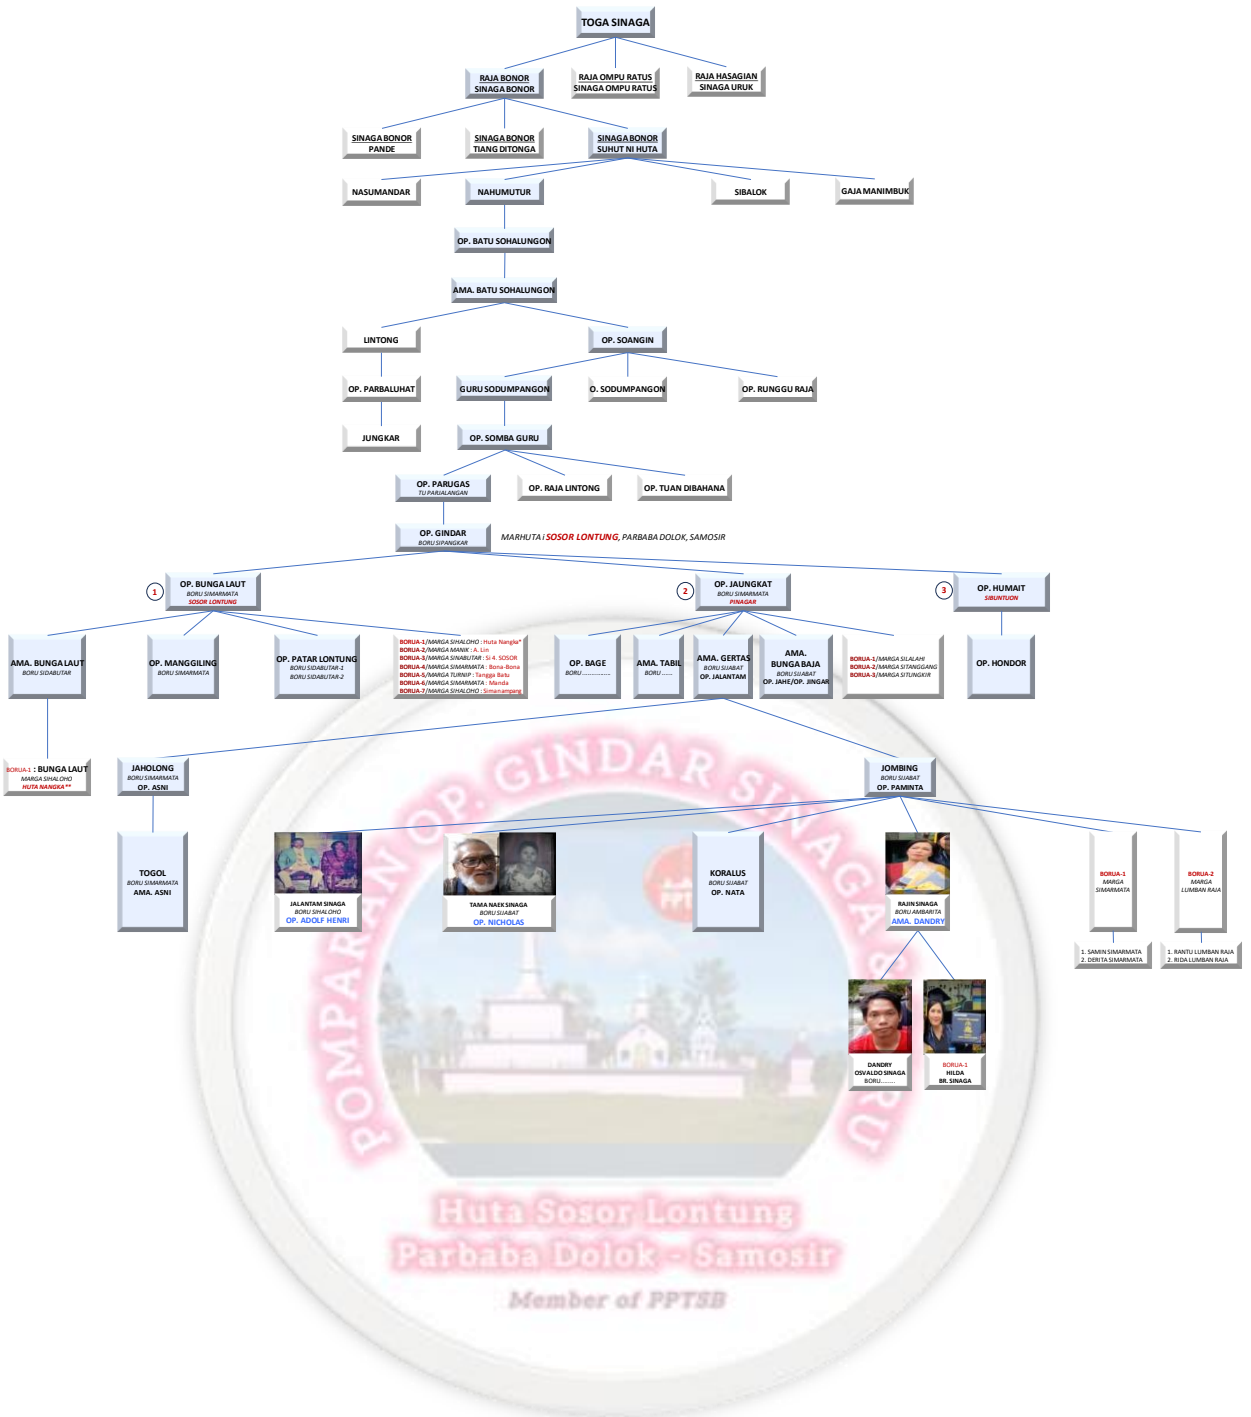 TOGA SINAGA
RAJA BONOR
SINAGA BONOR
RAJA OMPU RATUS
SINAGA OMPU RATUS
RAJA HASAGIAN
SINAGA URUK
SINAGA BONOR
PANDE
SINAGA BONOR
TIANG DITONGA
SINAGA BONOR
SUHUT NI HUTA
NASUMANDAR
NAHUMUTUR
SIBALOK
GAJA MANIMBUK
OP. BATU SOHALUNGON
AMA. BATU SOHALUNGON
LINTONG
OP. SOANGIN
OP. PARBALUHAT
GURU SODUMPANGON
O. SODUMPANGON
OP. RUNGGU RAJA
JUNGKAR
OP. SOMBA GURU
OP. PARUGAS
TU PARJALANGAN
OP. RAJA LINTONG
OP. TUAN DIBAHANA
OP. GINDAR
BORU SIPANGKAR
MARHUTA i SOSOR LONTUNG, PARBABA DOLOK, SAMOSIR
1
OP. BUNGA LAUT
BORU SIMARMATA
SOSOR LONTUNG
2
OP. JAUNGKAT
BORU SIMARMATA
PINAGAR
3
OP. HUMAIT
SIBUNTUON
AMA. BUNGA LAUT
BORU SIDABUTAR
OP. MANGGILING
BORU SIMARMATA
OP. PATAR LONTUNG
BORU SIDABUTAR-1
BORU SIDABUTAR-2
BORUA-1/MARGA SIHALOHO : Huta Nangka*
BORUA-2/MARGA MANIK : A. Lin
BORUA-3/MARGA SINABUTAR : Si 4. SOSOR
BORUA-4/MARGA SIMARMATA : Bona-Bona
BORUA-5/MARGA TURNIP : Tangga Batu
BORUA-6/MARGA SIMARMATA : Manda
BORUA-7/MARGA SIHALOHO : Simanampang
OP. BAGE
BORU.................
AMA. TABIL
BORU ......
AMA. GERTAS
BORU SIJABAT
OP. JALANTAM
AMA.
BUNGA BAJA
BORU SIJABAT
OP. JAHE/OP. JINGAR
BORUA-1/MARGA SILALAHI
BORUA-2/MARGA SITANGGANG
BORUA-3/MARGA SITUNGKIR
OP. HONDOR
BORUA-1 : BUNGA LAUT
MARGA SIHALOHO
HUTA NANGKA**
JAHOLONG
BORU SIMARMATA
OP. ASNI
JOMBING
BORU SIJABAT
OP. PAMINTA
TOGOL
BORU SIMARMATA
AMA. ASNI
JALANTAM SINAGA
BORU SIHALOHO
OP. ADOLF HENRI
TAMA NAEK SINAGA
BORU SIJABAT
OP. NICHOLAS
KORALUS
BORU SIJABAT
OP. NATA
RAJIN SINAGA
BORU AMBARITA
AMA. DANDRY
BORUA-1
MARGA
SIMARMATA
BORUA-2
MARGA
LUMBAN RAJA
1. SAMIN SIMARMATA
2. DERITA SIMARMATA
1. RANTU LUMBAN RAJA
2. RIDA LUMBAN RAJA
DANDRY
OSVALDO SINAGA
BORU........
BORUA-1
HILDA
BR. SINAGA
POMPARAN OP. GINDAR SINAGA & BORU
Huta Sosor Lontung
Parbaba Dolok - Samosir
Member of PPTSB